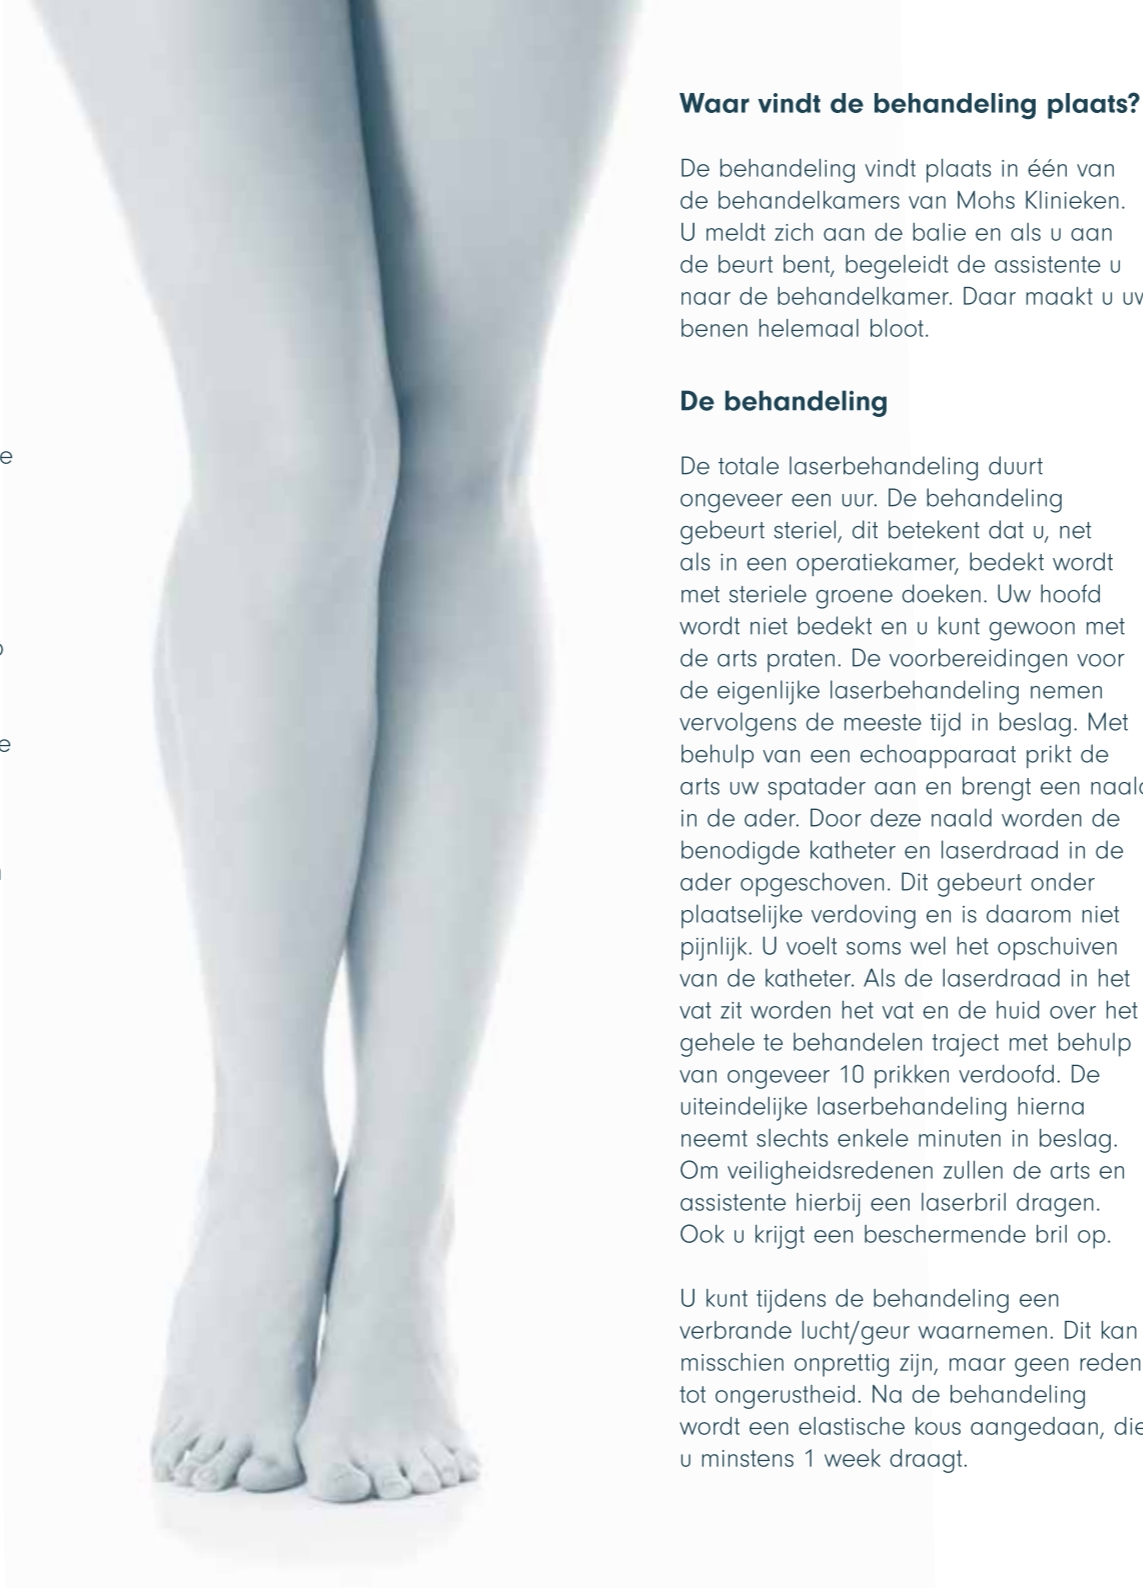 Waar vindt de behandeling plaats?
De behandeling vindt plaats in één van
de behandelkamers van Mohs Klinieken.
U meldt zich aan de balie en als u aan
de beurt bent, begeleidt de assistente u
naar de behandelkamer. Daar maakt u
benen helemaal bloot.
De behandeling
De totale laserbehandeling duurt
ongeveer een uur. De behandeling
gebeurt steriel, dit betekent dat u, net
als in een operatiekamer, bedekt wordt
met steriele groene doeken. Uw hoofd
wordt niet bedekt en u kunt gewoon met
de arts praten. De voorbereidingen voor
de eigenlijke laserbehandeling nemen
vervolgens de meeste tijd in beslag. Met
behulp van een echoapparaat prikt de
arts uw spatader aan en brengt een naald
in de ader. Door deze naald worden de
benodigde katheter en laserdraad in de
ader opgeschoven. Dit gebeurt onder
plaatselijke verdoving en is daarom niet
pijnlijk. U voelt soms wel het opschuiven
van de katheter. Als de laserdraad in het
vat zit worden het vat en de huid over het
gehele te behandelen traject met behulp
van ongeveer 10 prikken verdoofd. De
uiteindelijke laserbehandeling hierna
neemt slechts enkele minuten in beslag.
Om veiligheidsredenen zullen de arts en
assistente hierbij een laserbril dragen.
Ook u krijgt een beschermende bril op.
U kunt tijdens de behandeling een
verbrande lucht/geur waarnemen. Dit kan
misschien onprettig zijn, maar geen reden
tot ongerustheid. Na de behandeling
wordt een elastische kous aangedaan, die
u minstens 1 week draagt.